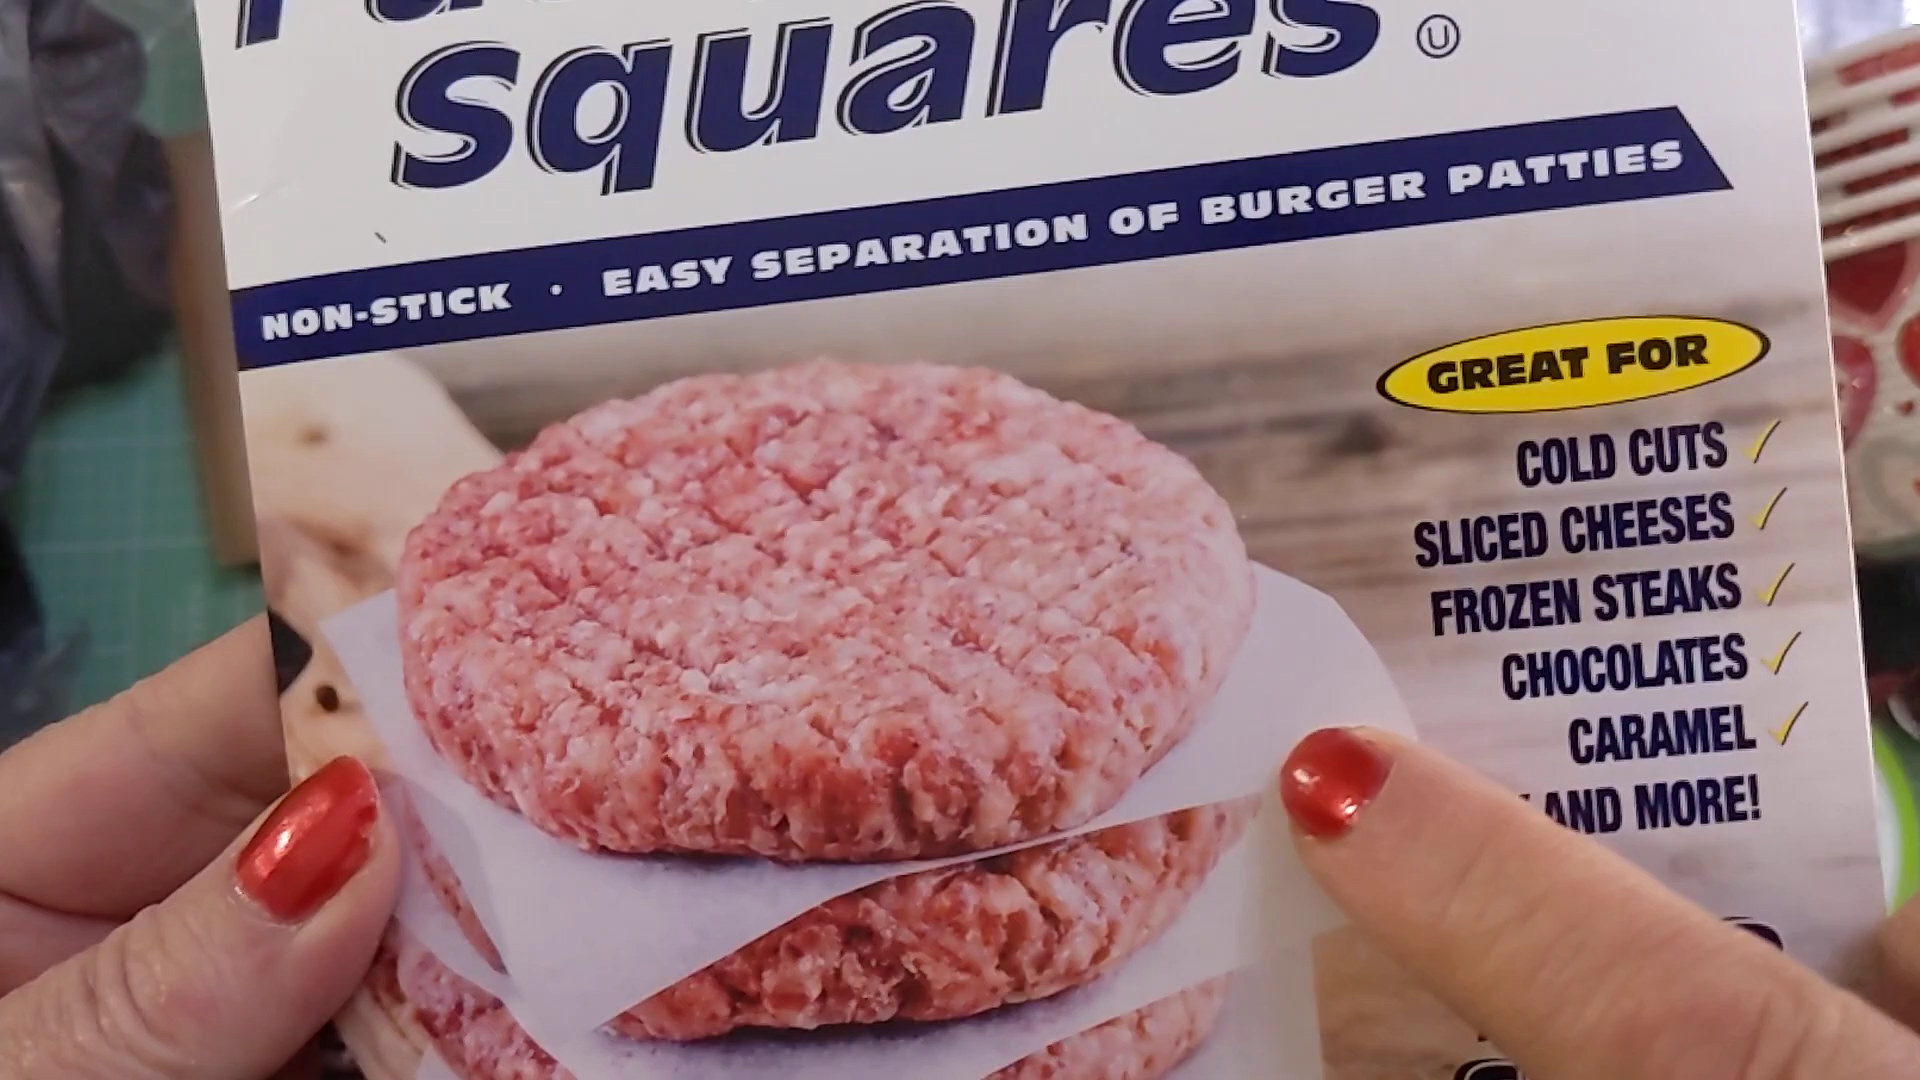 squares
Ⓤ
NON-STICK · EASY SEPARATION OF BURGER PATTIES
GREAT FOR
COLD CUTS ✓
SLICED CHEESES ✓
FROZEN STEAKS ✓
CHOCOLATES ✓
CARAMEL ✓
AND MORE!